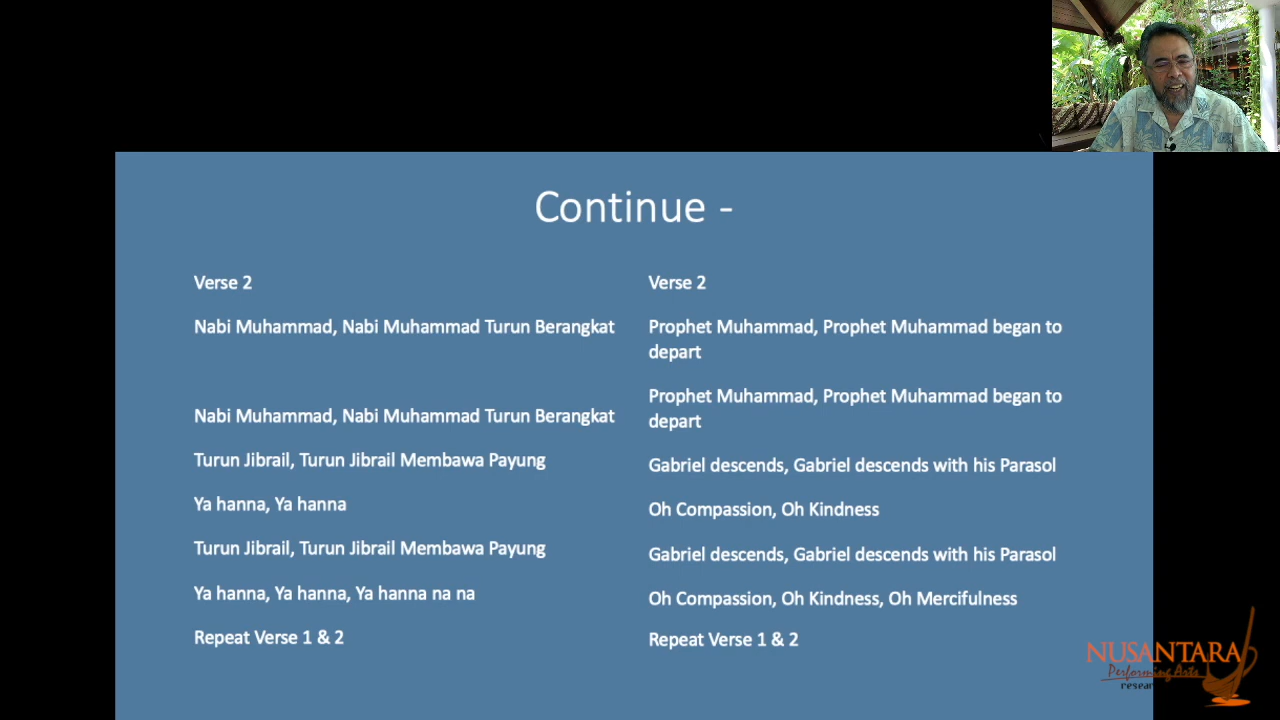 Continue -
Verse 2
Nabi Muhammad, Nabi Muhammad Turun Berangkat
Nabi Muhammad, Nabi Muhammad Turun Berangkat
Turun Jibrail, Turun Jibrail Membawa Payung
Ya hanna, Ya hanna
Turun Jibrail, Turun Jibrail Membawa Payung
Ya hanna, Ya hanna, Ya hanna na na
Repeat Verse 1 & 2
Verse 2
Prophet Muhammad, Prophet Muhammad began to
depart
Prophet Muhammad, Prophet Muhammad began to
depart
Gabriel descends, Gabriel descends with his Parasol
Oh Compassion, Oh Kindness
Gabriel descends, Gabriel descends with his Parasol
Oh Compassion, Oh Kindness, Oh Mercifulness
Repeat Verse 1 & 2
NUSANTARA
Performing Arts